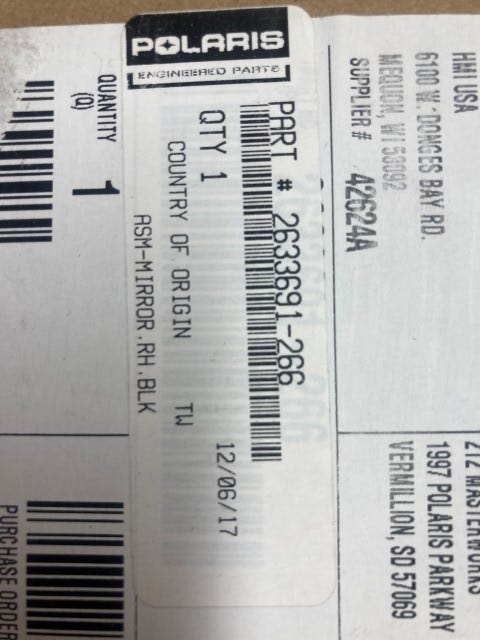 POLARIS
ENGINEERED PARTS
PART # 2633691-266
QTY 1
12/06/17
COUNTRY OF ORIGIN TW
ASM-MIRROR,RH,BLK
HMI USA
6100 W. DONGES BAY RD.
MEQUON, WI 53092
SUPPLIER # 42624A
QUANTITY
(Q)
1
212 MASTERWORKS
1997 POLARIS PARKWAY
VERMILLION, SD 57069
PURCHASE ORDER